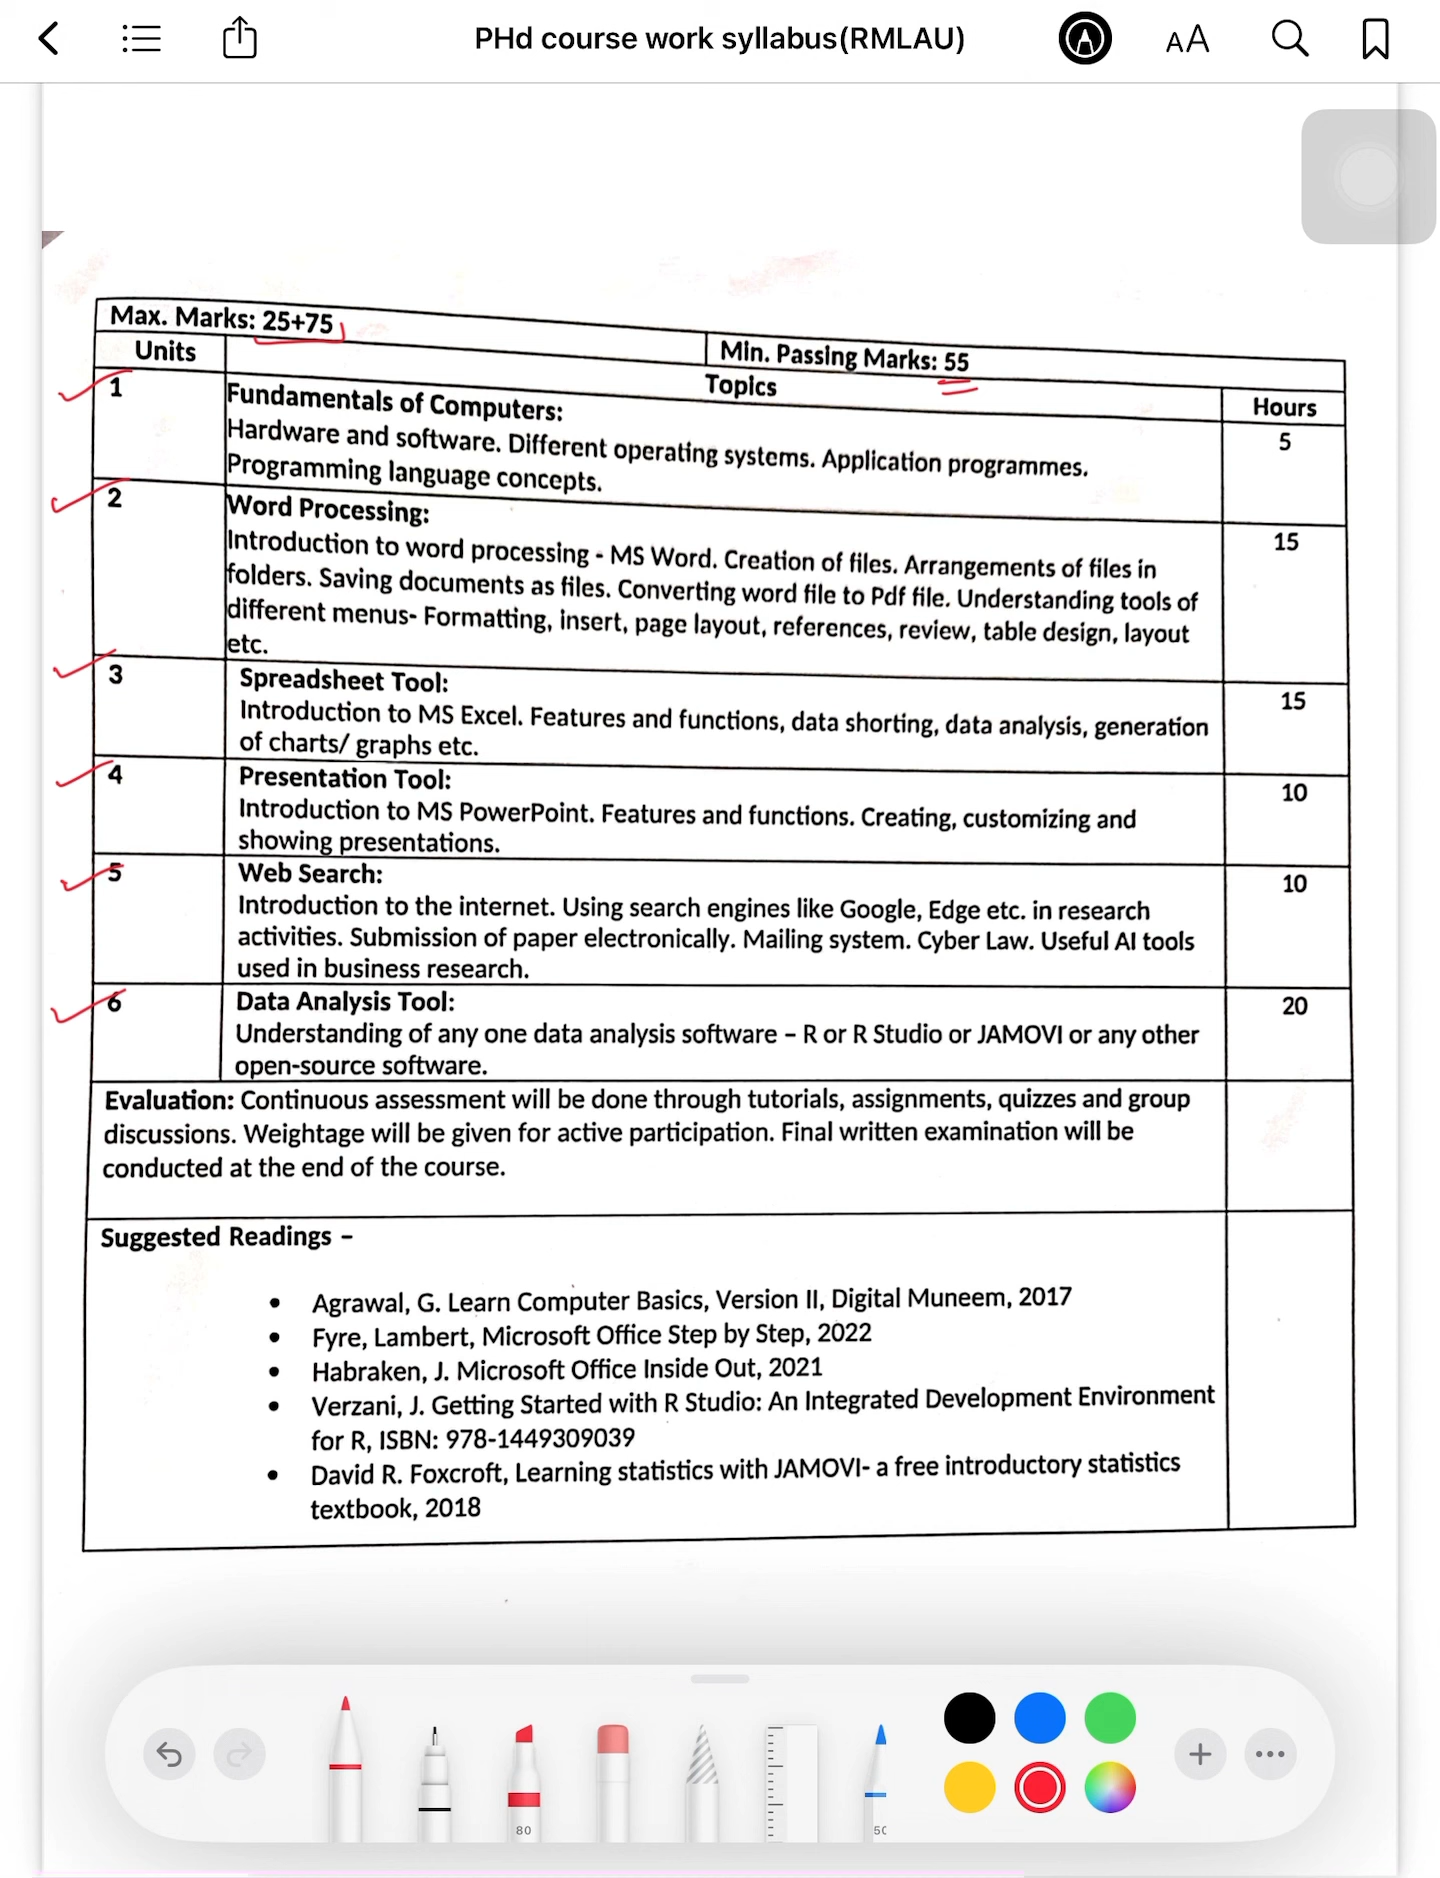 PHd course work syllabus(RMLAU)
AA
Max. Marks: 25+75
Min. Passing Marks: 55
Units
Topics
Hours
1
Fundamentals of Computers:
5
Hardware and software. Different operating systems. Application programmes.
Programming language concepts.
2
Word Processing:
15
Introduction to word processing - MS Word. Creation of files. Arrangements of files in
folders. Saving documents as files. Converting word file to Pdf file. Understanding tools of
different menus- Formatting, insert, page layout, references, review, table design, layout
etc.
3
Spreadsheet Tool:
15
Introduction to MS Excel. Features and functions, data shorting, data analysis, generation
of charts/ graphs etc.
4
Presentation Tool:
10
Introduction to MS PowerPoint. Features and functions. Creating, customizing and
showing presentations.
5
Web Search:
10
Introduction to the internet. Using search engines like Google, Edge etc. in research
activities. Submission of paper electronically. Mailing system. Cyber Law. Useful AI tools
used in business research.
6
Data Analysis Tool:
20
Understanding of any one data analysis software – R or R Studio or JAMOVI or any other
open-source software.
Evaluation: Continuous assessment will be done through tutorials, assignments, quizzes and group
discussions. Weightage will be given for active participation. Final written examination will be
conducted at the end of the course.
Suggested Readings –
• Agrawal, G. Learn Computer Basics, Version II, Digital Muneem, 2017
• Fyre, Lambert, Microsoft Office Step by Step, 2022
• Habraken, J. Microsoft Office Inside Out, 2021
• Verzani, J. Getting Started with R Studio: An Integrated Development Environment
for R, ISBN: 978-1449309039
• David R. Foxcroft, Learning statistics with JAMOVI- a free introductory statistics
textbook, 2018
80
50